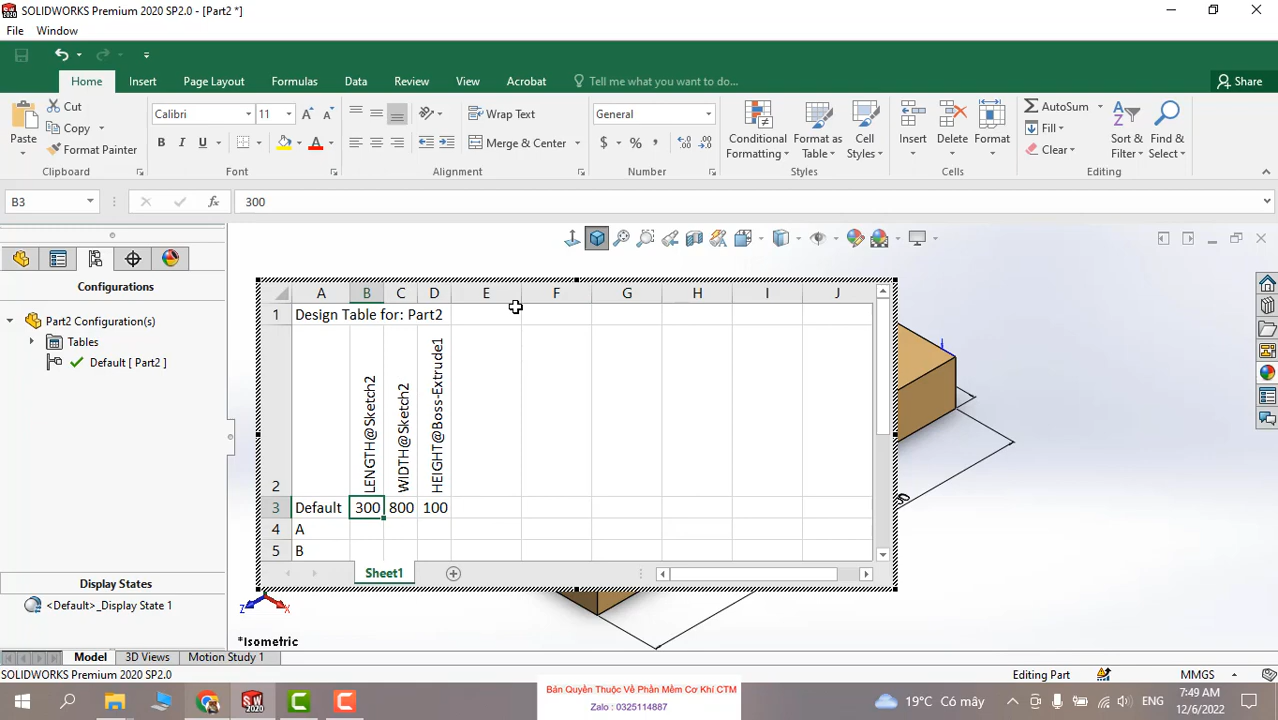 SOLIDWORKS Premium 2020 SP2.0 - [Part2 *]
File Window
Home Insert Page Layout Formulas Data Review View Acrobat Tell me what you want to do... Share
Paste
Cut
Copy
Format Painter
Clipboard
Calibri 11
B I U
Font
Wrap Text
Merge & Center
Alignment
General
$ % ,
Number
Conditional Formatting
Format as Table
Cell Styles
Styles
Insert
Delete
Format
Cells
AutoSum
Fill
Clear
Sort & Filter
Find & Select
Editing
B3 fx 300
Configurations
Part2 Configuration(s)
Tables
Default [ Part2 ]
Display States
<Default>_Display State 1
A B C D E F G H I J
1 Design Table for: Part2
2 LENGTH@Sketch2 WIDTH@Sketch2 HEIGHT@Boss-Extrude1
3 Default 300 800 100
4 A
5 B
Sheet1
Z X
*Isometric
Model 3D Views Motion Study 1
SOLIDWORKS Premium 2020 SP2.0 Editing Part MMGS
Bản Quyền Thuộc Về Phần Mềm Cơ Khí CTM
Zalo : 0325114887
SW 2020
19°C Có mây ENG
7:49 AM
12/6/2022